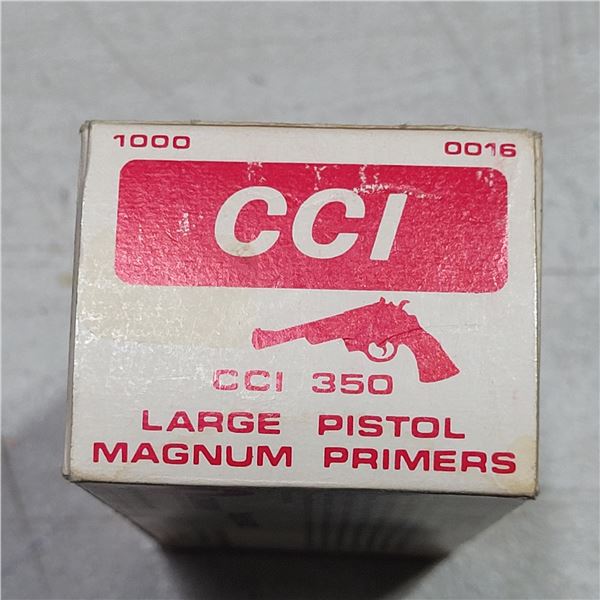 1000 0016
CCI
CCI 350
LARGE PISTOL
MAGNUM PRIMERS